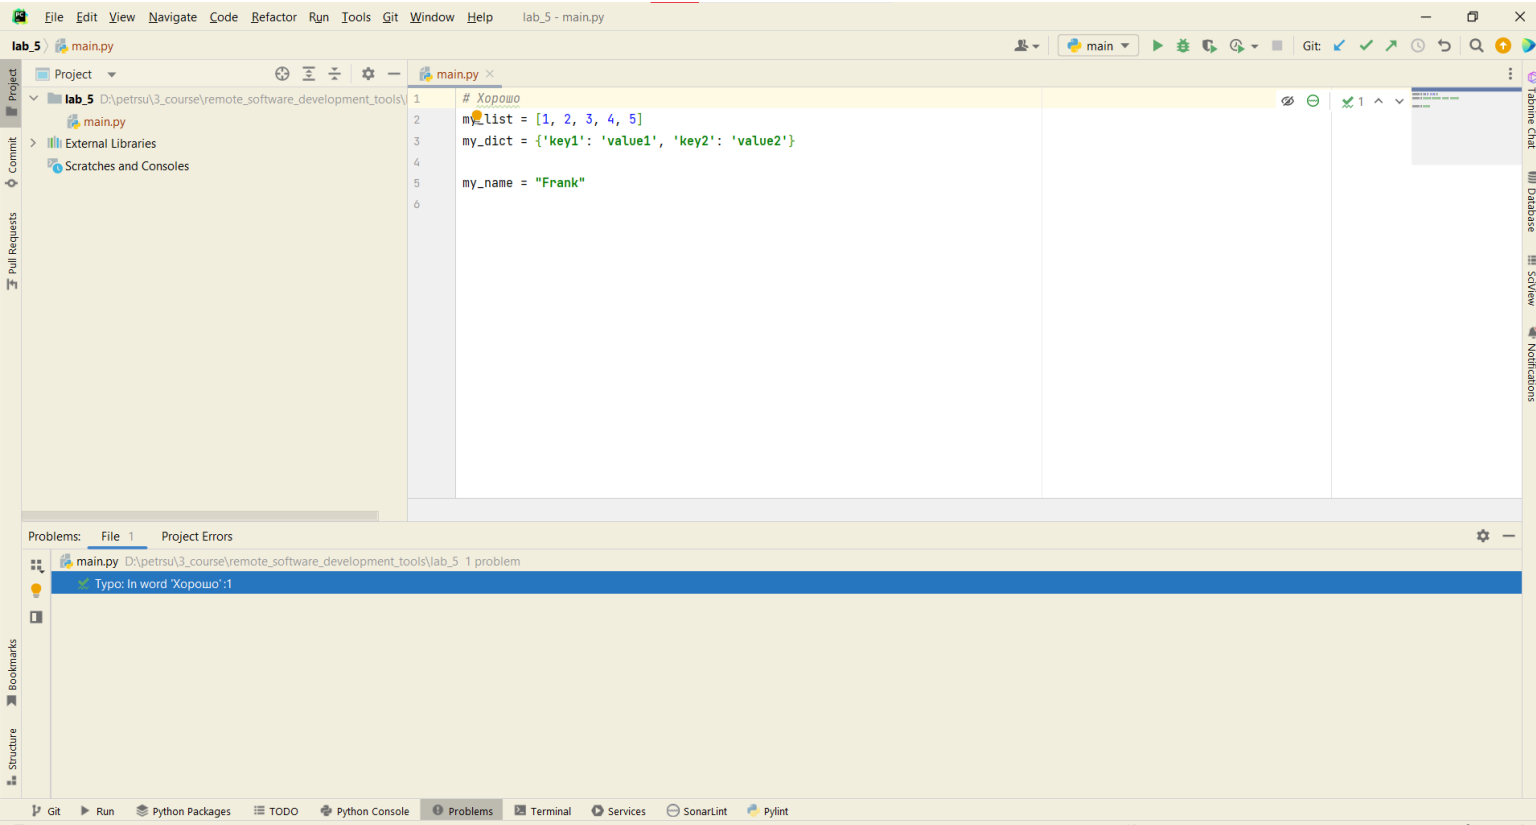 File Edit View Navigate Code Refactor Run Tools Git Window Help lab_5 - main.py
lab_5 main.py main Git:
Project
main.py
lab_5 D:\petrsu\3_course\remote_software_development_tools\
main.py
External Libraries
Scratches and Consoles
1 # Хорошо
2 my_list = [1, 2, 3, 4, 5]
3 my_dict = {'key1': 'value1', 'key2': 'value2'}
4
5 my_name = "Frank"
6
1
Project
Commit
Pull Requests
Bookmarks
Structure
Tabnine Chat
Database
SciView
Notifications
Problems: File 1 Project Errors
main.py D:\petrsu\3_course\remote_software_development_tools\lab_5 1 problem
Typo: In word 'Хорошо' :1
Git Run Python Packages TODO Python Console Problems Terminal Services SonarLint Pylint